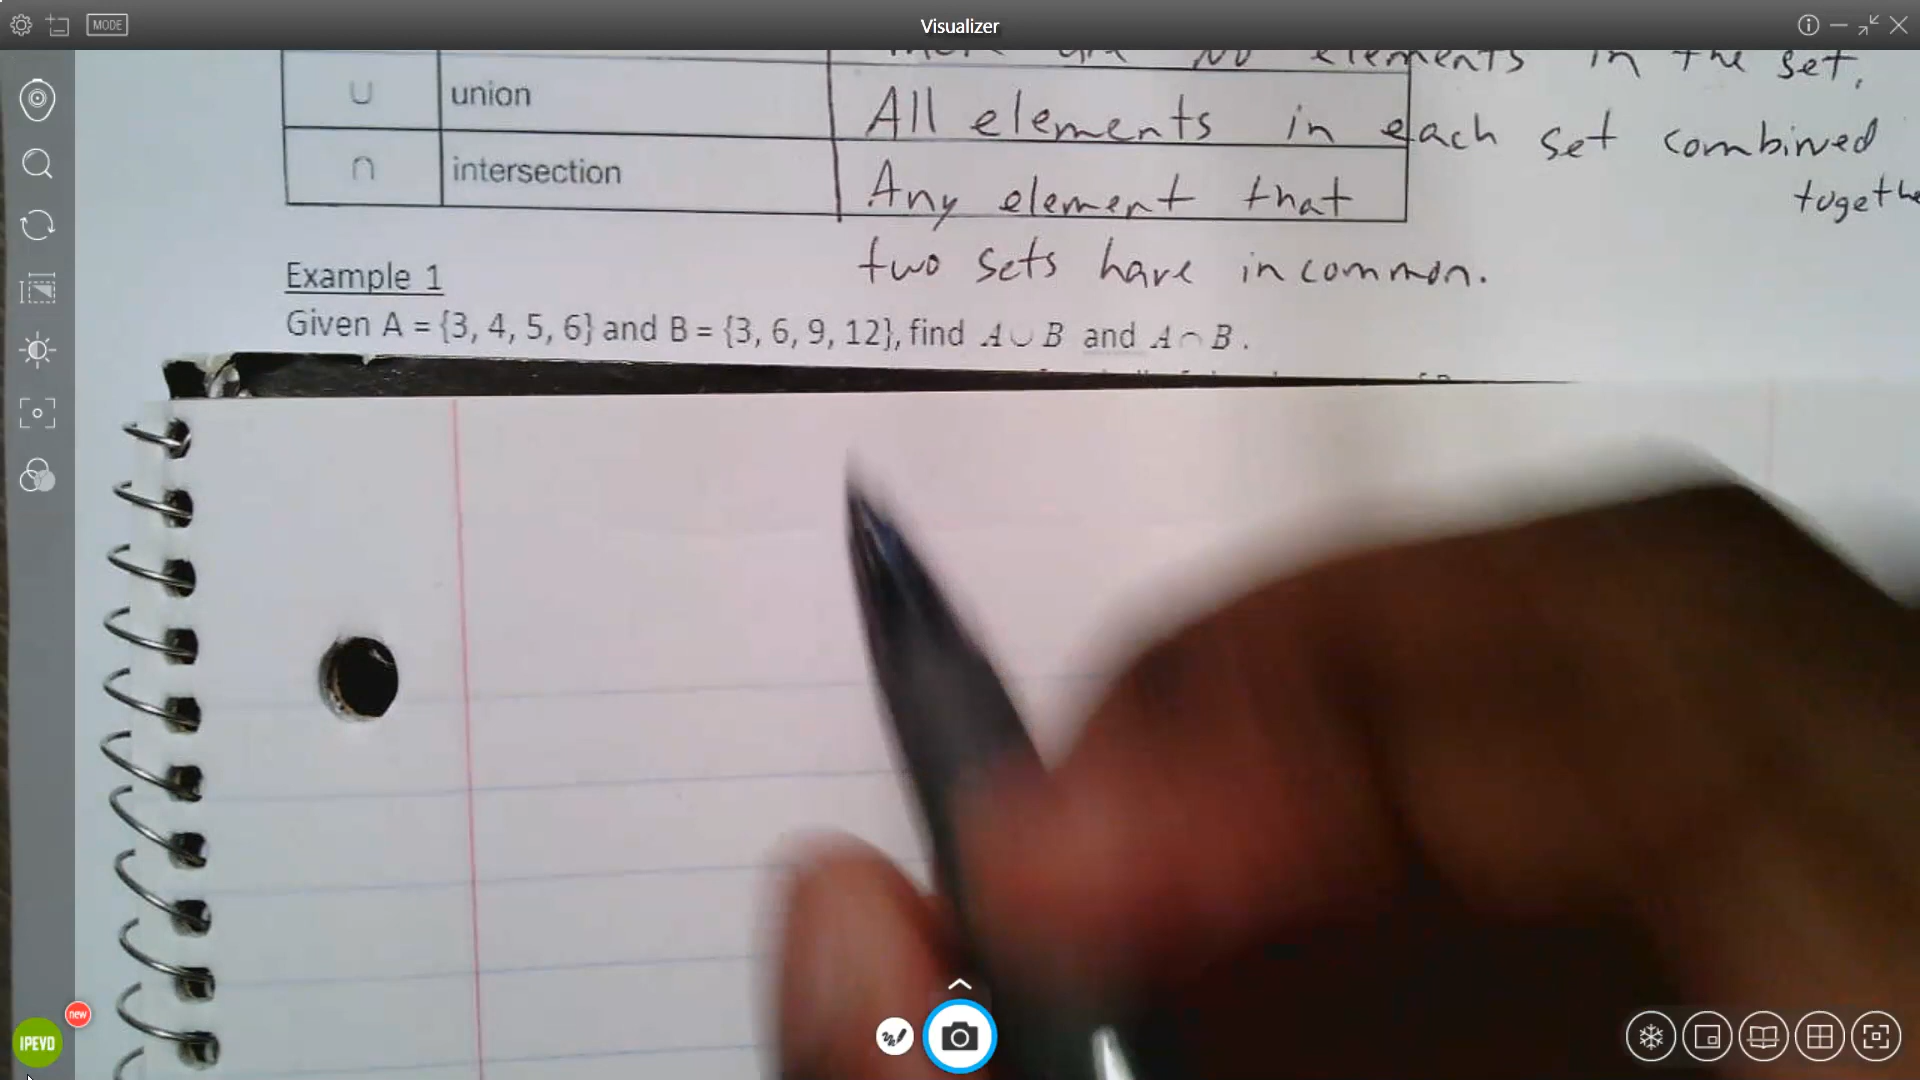 MODE
Visualizer
elements in the set.
∪ union All elements in each set combined
∩ intersection Any element that
two sets have in common.
Example 1
Given A = {3, 4, 5, 6} and B = {3, 6, 9, 12}, find A ∪ B and A ∩ B.
new
IPEVO